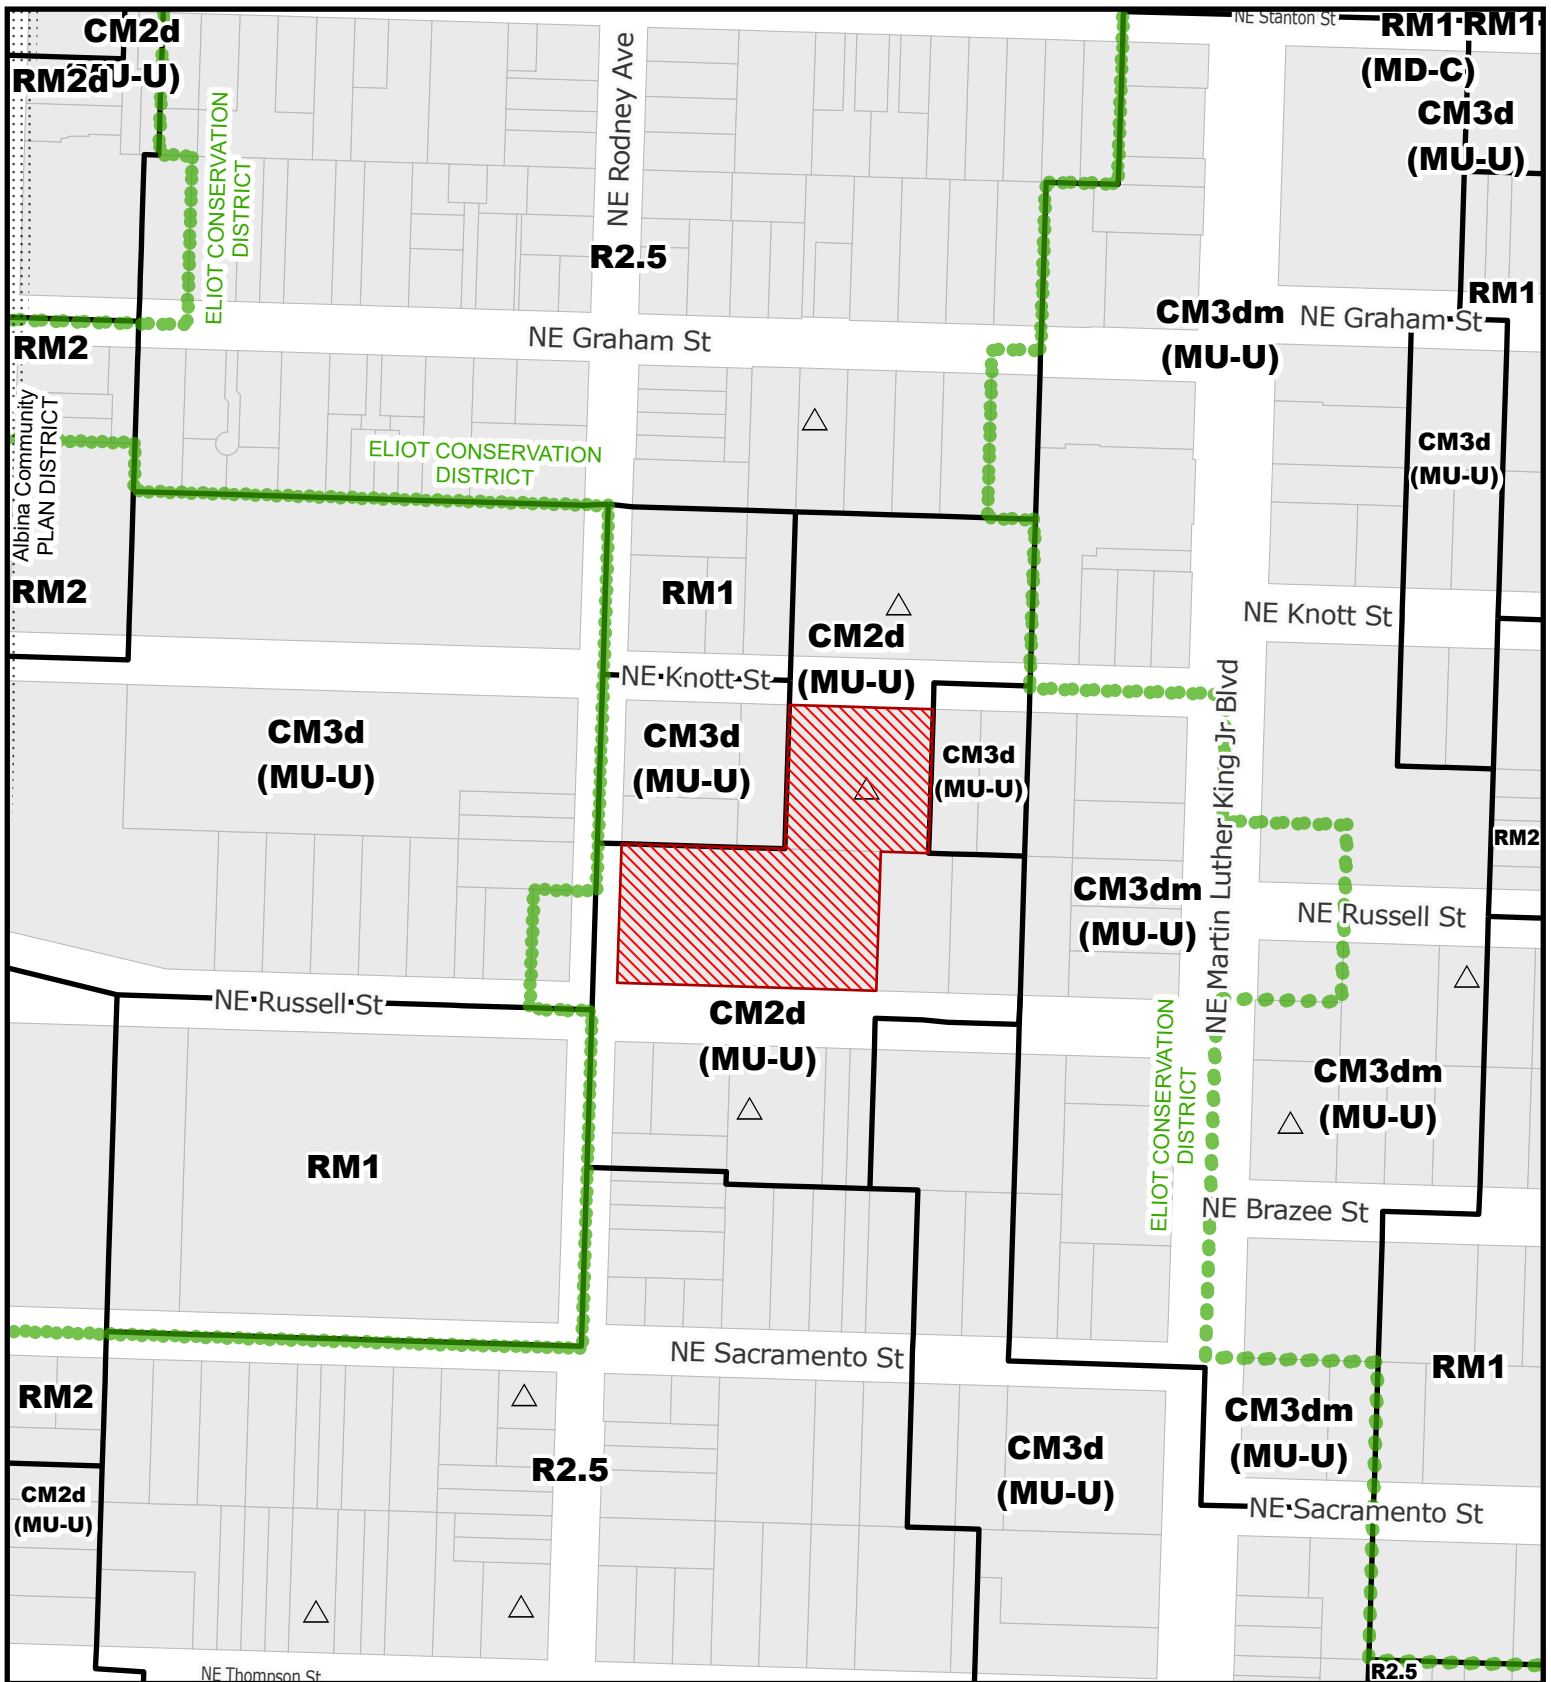 CM2d
(MU-U)
RM2d
NE Stanton St
RM1
RM1
(MD-C)
CM3d
(MU-U)
NE Rodney Ave
ELIOT CONSERVATION
DISTRICT
R2.5
RM1
CM3dm
(MU-U)
NE Graham St
NE Graham St
RM2
Albina Community
PLAN DISTRICT
ELIOT CONSERVATION
DISTRICT
CM3d
(MU-U)
RM2
RM1
CM2d
(MU-U)
NE Knott St
NE Knott St
CM3d
(MU-U)
CM3d
(MU-U)
CM3d
(MU-U)
NE Martin Luther King Jr Blvd
RM2
CM3dm
(MU-U)
NE Russell St
NE Russell St
CM2d
(MU-U)
ELIOT CONSERVATION
DISTRICT
CM3dm
(MU-U)
RM1
NE Brazee St
NE Sacramento St
RM1
RM2
CM3dm
(MU-U)
R2.5
CM3d
(MU-U)
CM2d
(MU-U)
NE Sacramento St
NE Thompson St
R2.5